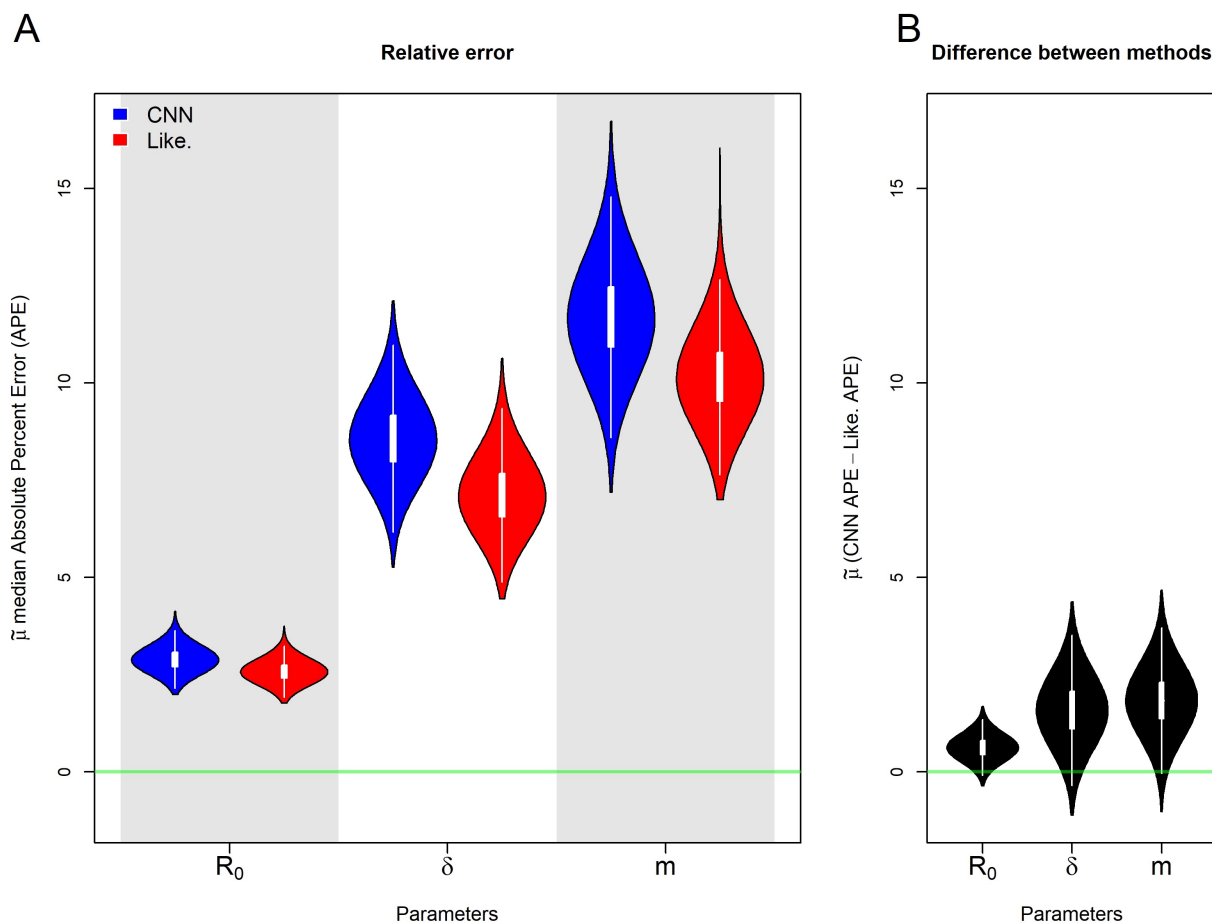 A
Relative error
CNN
Like.
15
10
5
0
μ̃ median Absolute Percent Error (APE)
R₀ δ m
Parameters
B
Difference between methods
15
10
5
0
μ̃ (CNN APE − Like. APE)
R₀ δ m
Parameters